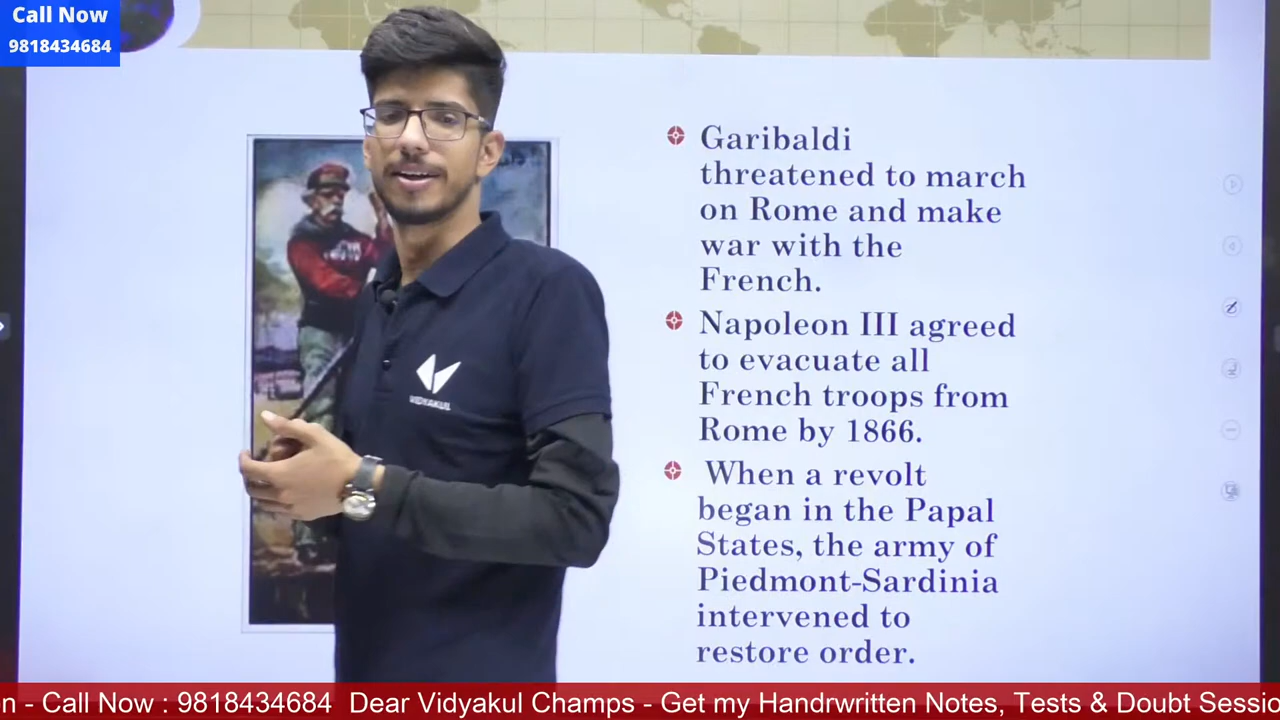 Call Now
9818434684
Garibaldi
threatened to march
on Rome and make
war with the
French.
Napoleon III agreed
to evacuate all
French troops from
Rome by 1866.
When a revolt
began in the Papal
States, the army of
Piedmont-Sardinia
intervened to
restore order.
VIDYAKUL
n - Call Now : 9818434684 Dear Vidyakul Champs - Get my Handrwritten Notes, Tests & Doubt Sessio